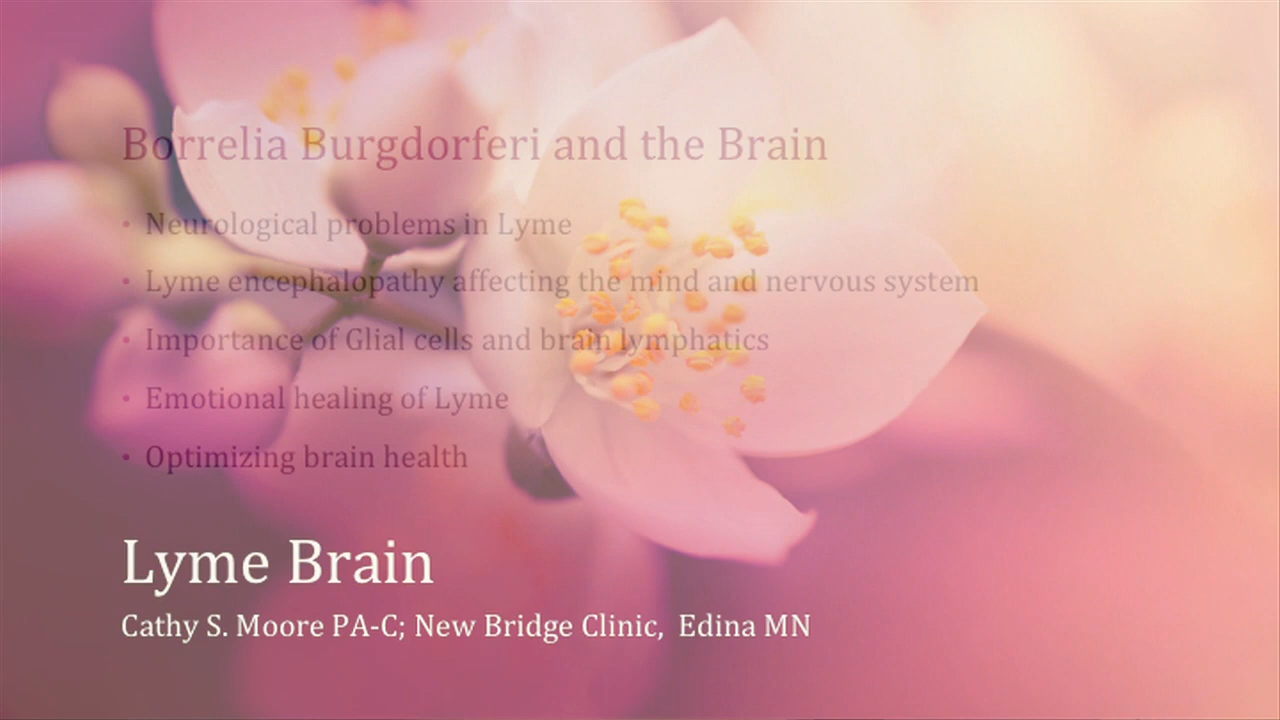 Borrelia Burgdorferi and the Brain
• Neurological problems in Lyme
• Lyme encephalopathy affecting the mind and nervous system
• Importance of Glial cells and brain lymphatics
• Emotional healing of Lyme
• Optimizing brain health
Lyme Brain
Cathy S. Moore PA-C; New Bridge Clinic, Edina MN